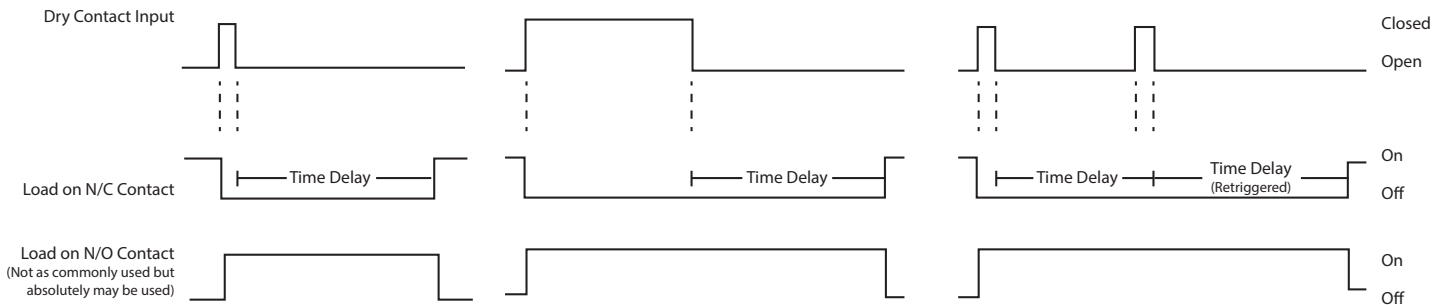 Dry Contact Input
Closed
Open
Load on N/C Contact
Time Delay
Time Delay
Time Delay
Time Delay
(Retriggered)
On
Off
Load on N/O Contact
(Not as commonly used but
absolutely may be used)
On
Off